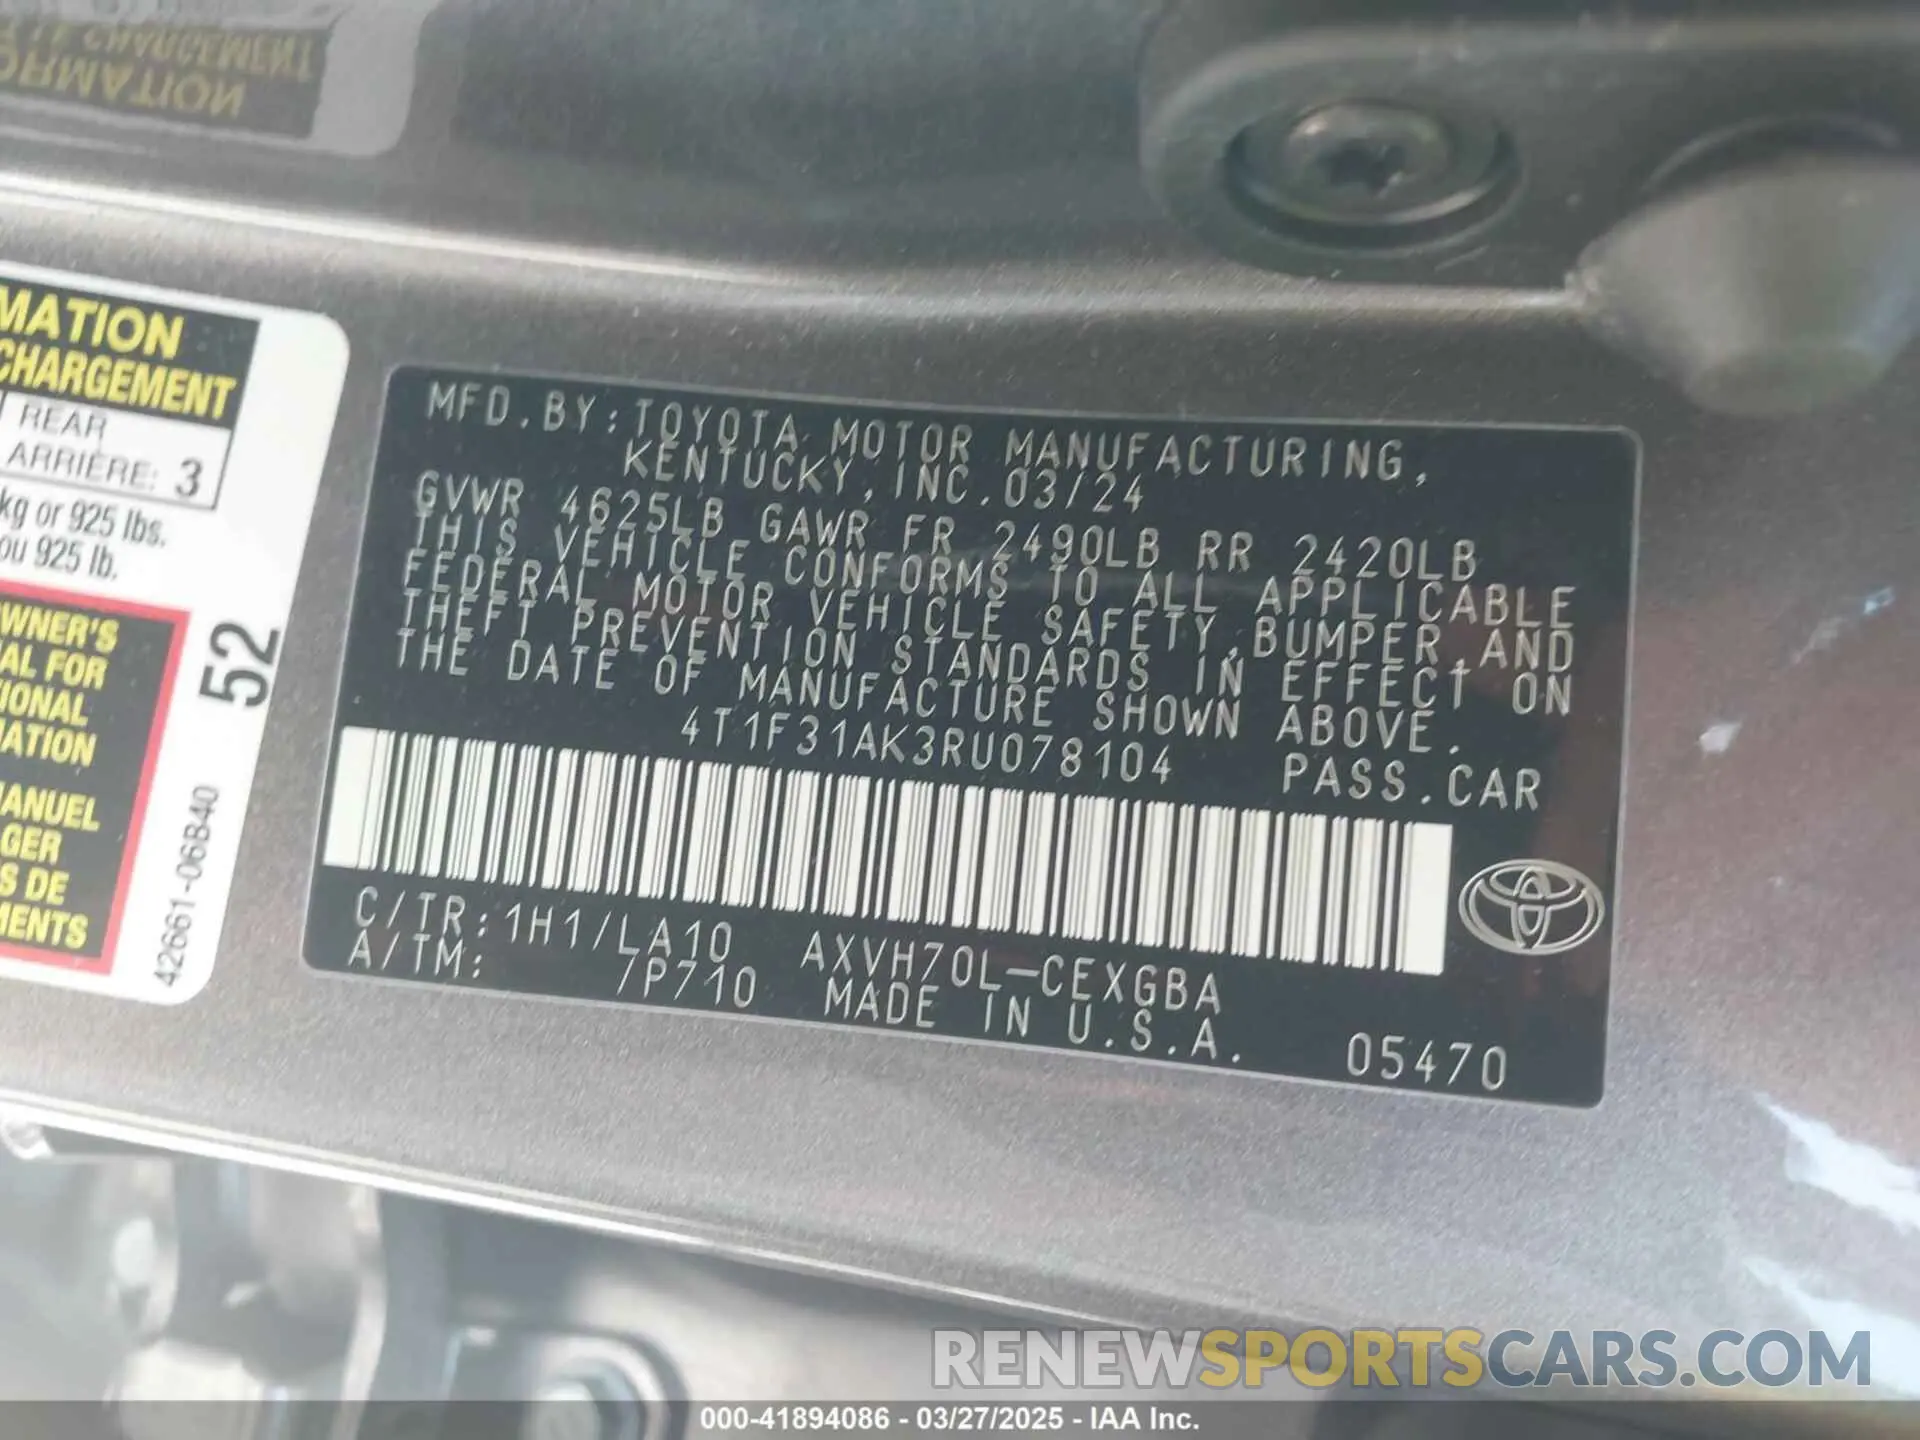 CHARGEMENT
ORMATION
MATION
CHARGEMENT
REAR
ARRIÈRE: 3
kg or 925 lbs.
ou 925 lb.
OWNER'S
AL FOR
IONAL
MATION
MANUEL
GER
S DE
MENTS
52
42661-06B40
MFD.BY:TOYOTA MOTOR MANUFACTURING,
KENTUCKY,INC.03/24
GVWR 4625LB GAWR FR 2490LB RR 2420LB
THIS VEHICLE CONFORMS TO ALL APPLICABLE
FEDERAL MOTOR VEHICLE SAFETY,BUMPER,AND
THEFT PREVENTION STANDARDS IN EFFECT ON
THE DATE OF MANUFACTURE SHOWN ABOVE.
4T1F31AK3RU078104 PASS.CAR
C/TR:1H1/LA10 AXVH70L-CEXGBA
A/TM: 7P710 MADE IN U.S.A. 05470
RENEWSPORTSCARS.COM
000-41894086 - 03/27/2025 - IAA Inc.